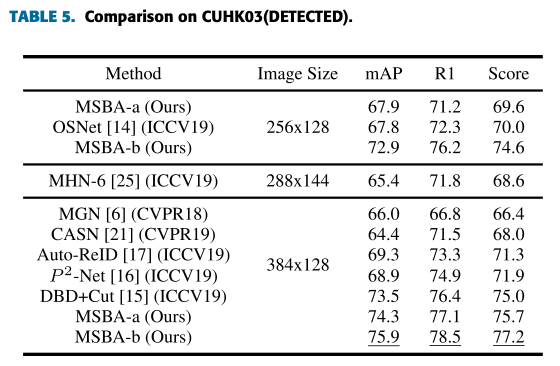 TABLE 5. Comparison on CUHK03(DETECTED).
Method Image Size mAP R1 Score
MSBA-a (Ours) 67.9 71.2 69.6
OSNet [14] (ICCV19) 256x128 67.8 72.3 70.0
MSBA-b (Ours) 72.9 76.2 74.6
MHN-6 [25] (ICCV19) 288x144 65.4 71.8 68.6
MGN [6] (CVPR18) 66.0 66.8 66.4
CASN [21] (CVPR19) 64.4 71.5 68.0
Auto-ReID [17] (ICCV19) 69.3 73.3 71.3
384x128
P²-Net [16] (ICCV19) 68.9 74.9 71.9
DBD+Cut [15] (ICCV19) 73.5 76.4 75.0
MSBA-a (Ours) 74.3 77.1 75.7
MSBA-b (Ours) 75.9 78.5 77.2